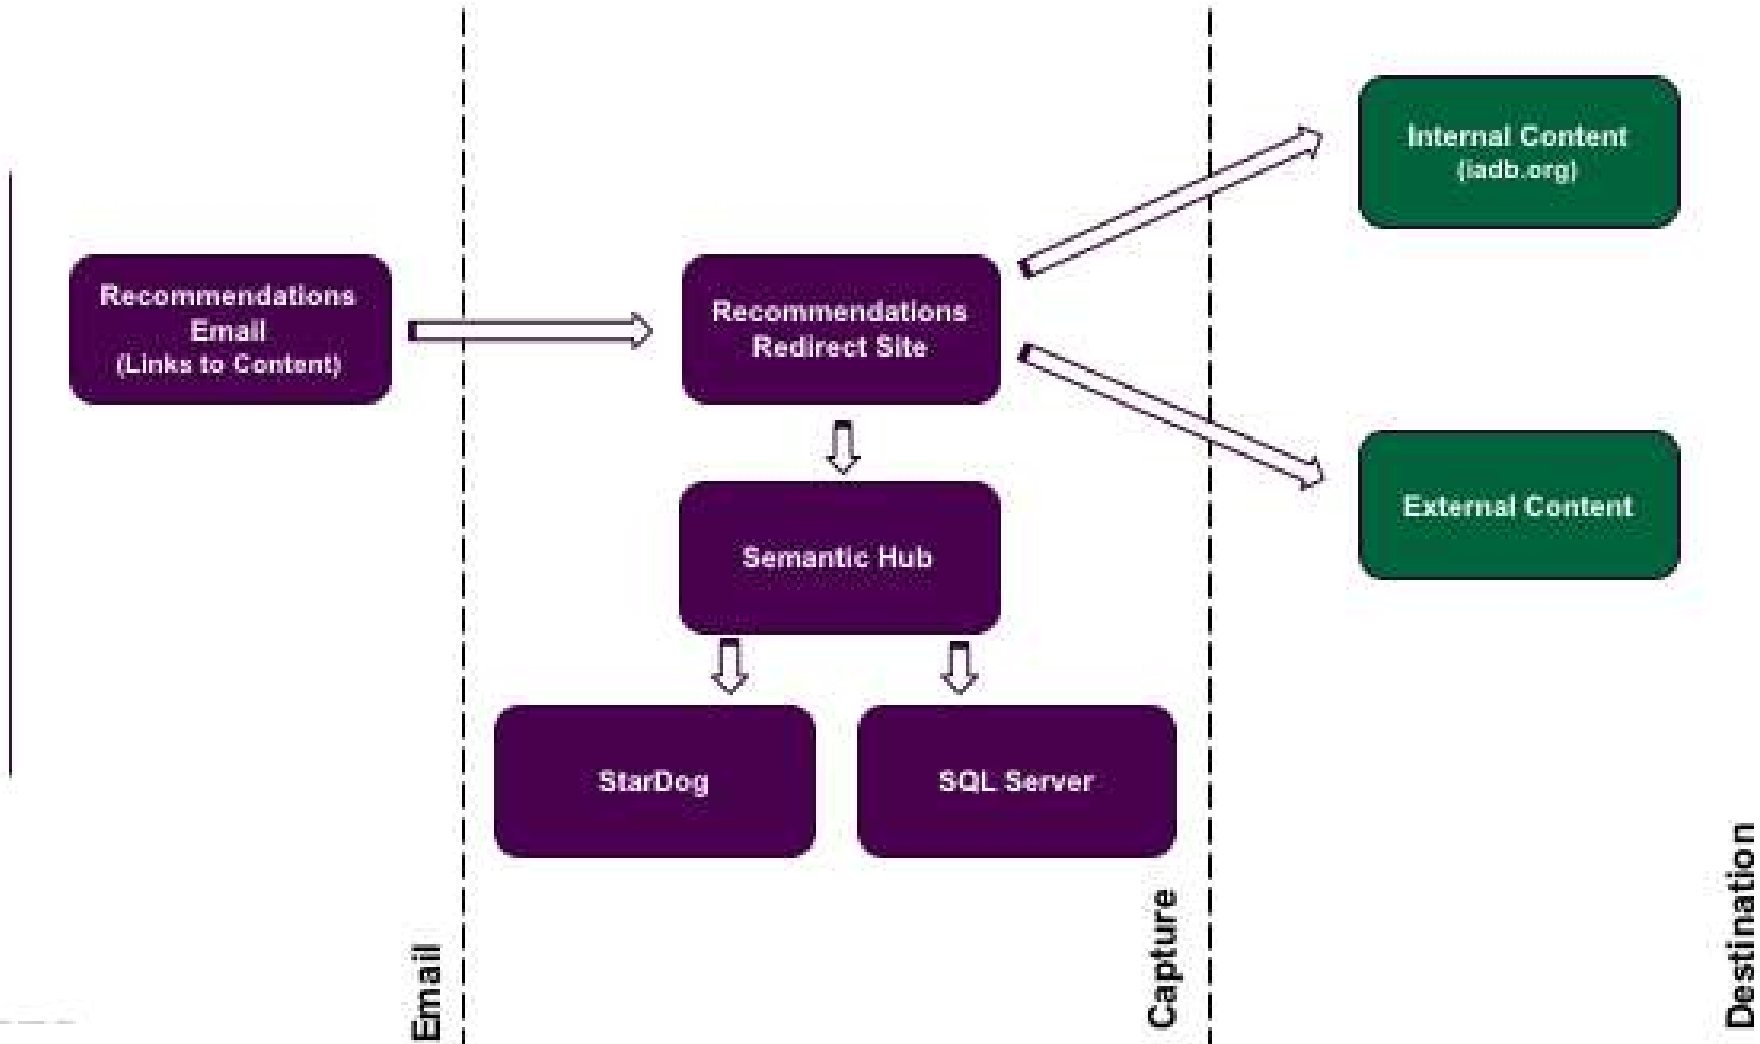 Recommendations
Email
(Links to Content)
Recommendations
Redirect Site
Semantic Hub
StarDog
SQL Server
Internal Content
(iadb.org)
External Content
Email
Capture
Destination